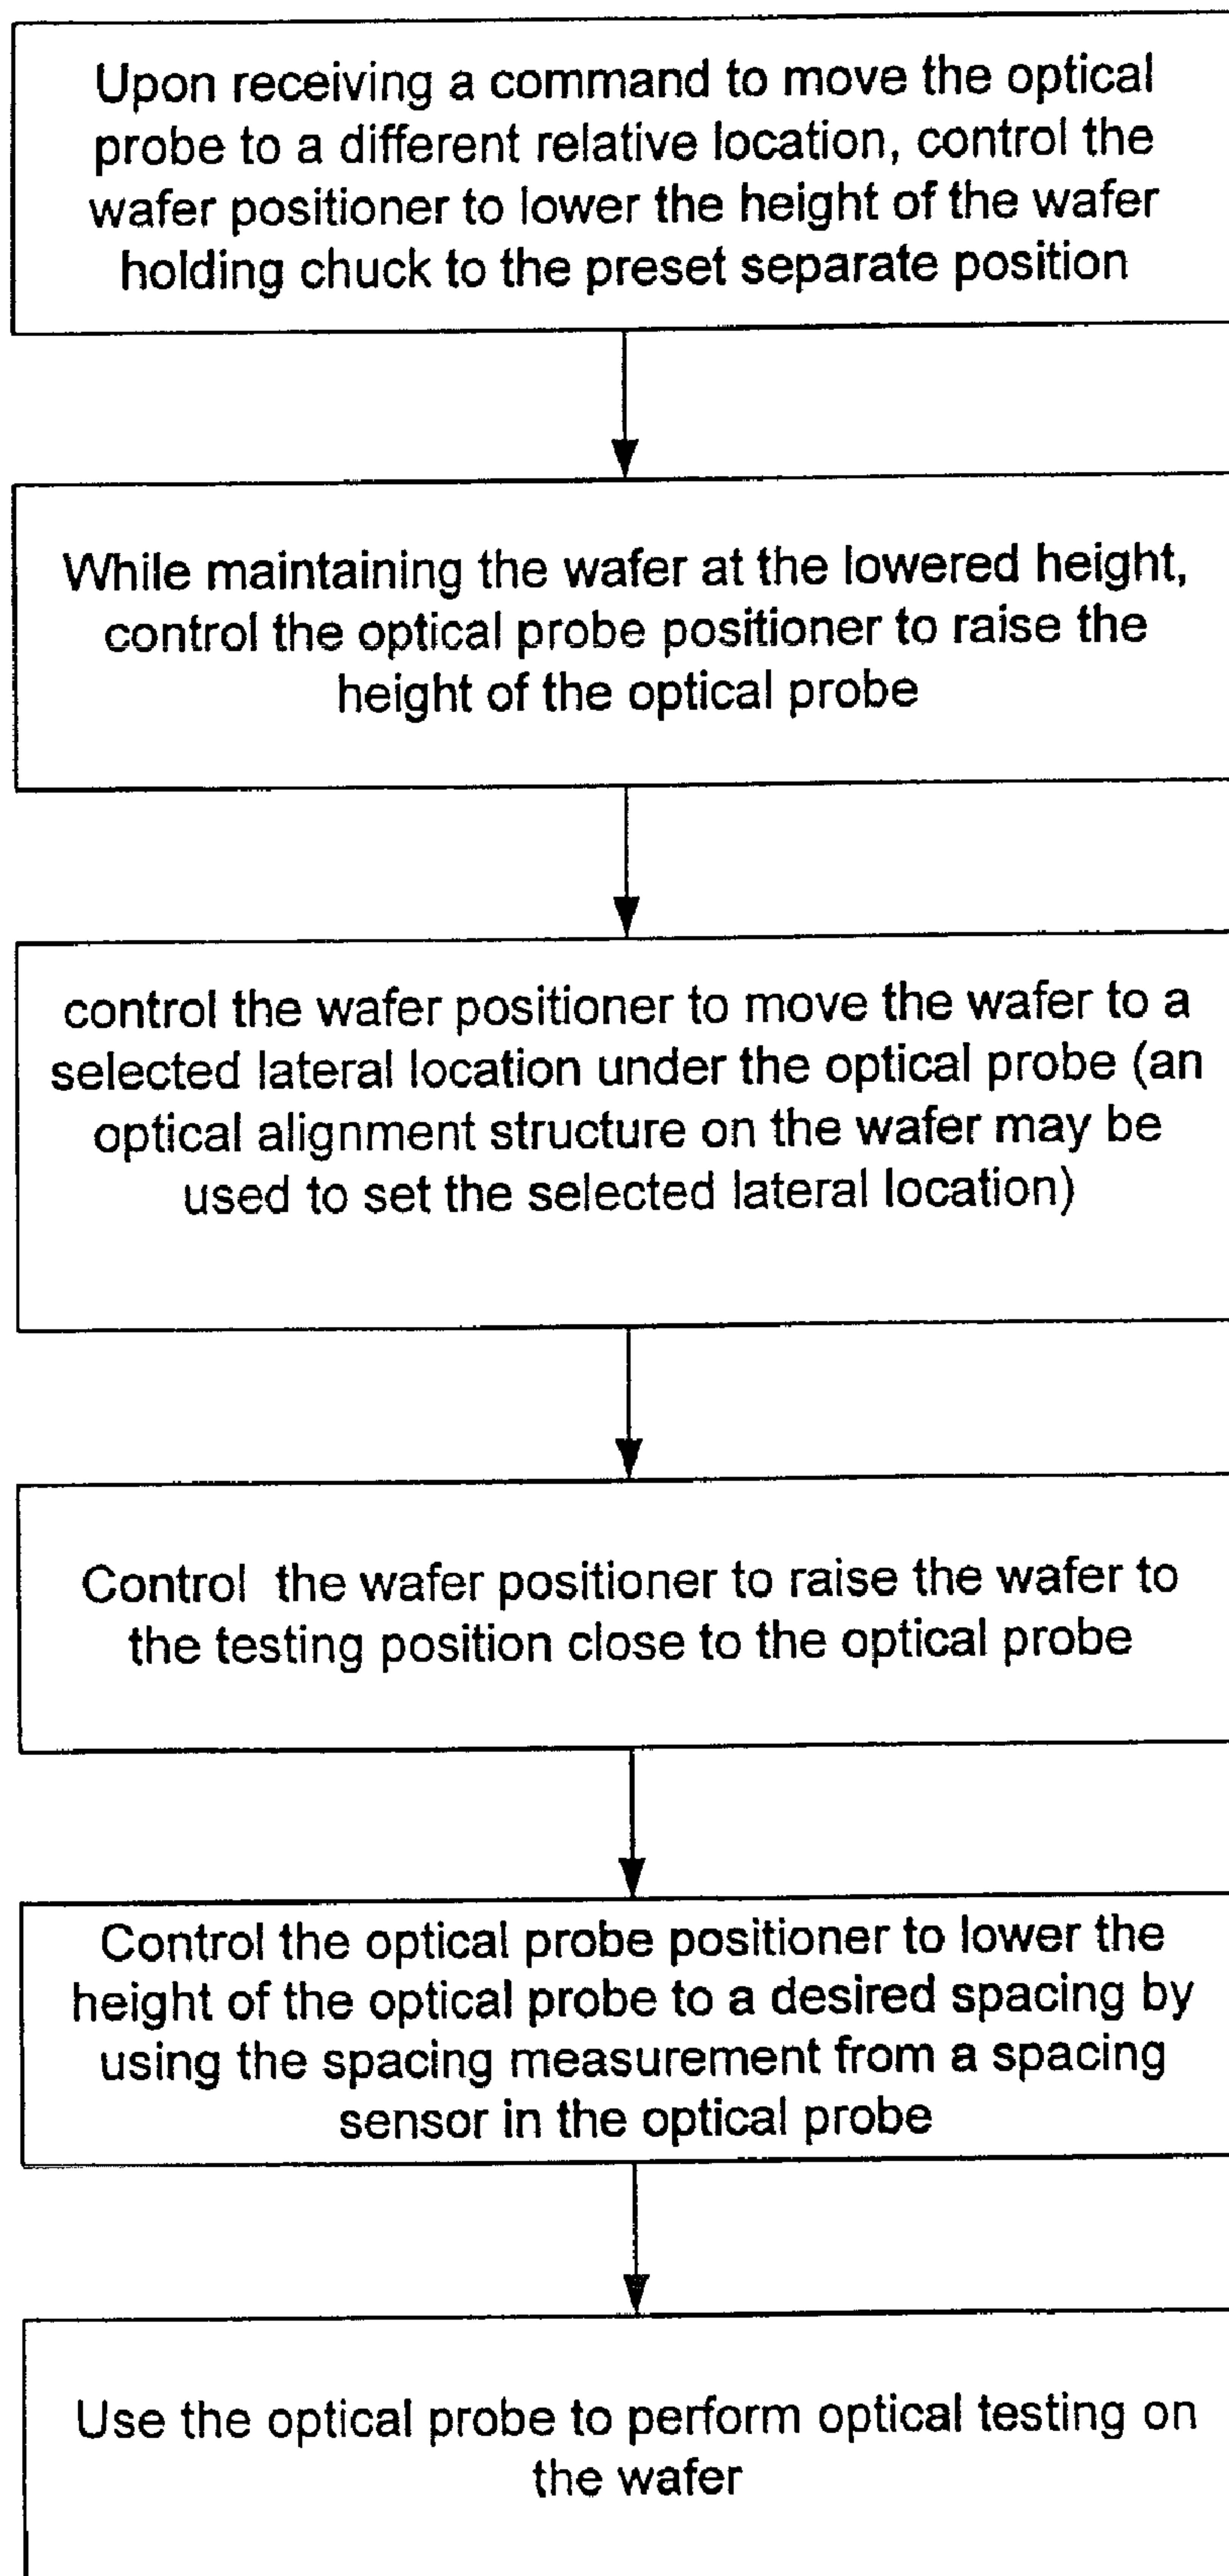 Upon receiving a command to move the optical
probe to a different relative location, control the
wafer positioner to lower the height of the wafer
holding chuck to the preset separate position
While maintaining the wafer at the lowered height,
control the optical probe positioner to raise the
height of the optical probe
control the wafer positioner to move the wafer to a
selected lateral location under the optical probe (an
optical alignment structure on the wafer may be
used to set the selected lateral location)
Control the wafer positioner to raise the wafer to
the testing position close to the optical probe
Control the optical probe positioner to lower the
height of the optical probe to a desired spacing by
using the spacing measurement from a spacing
sensor in the optical probe
Use the optical probe to perform optical testing on
the wafer